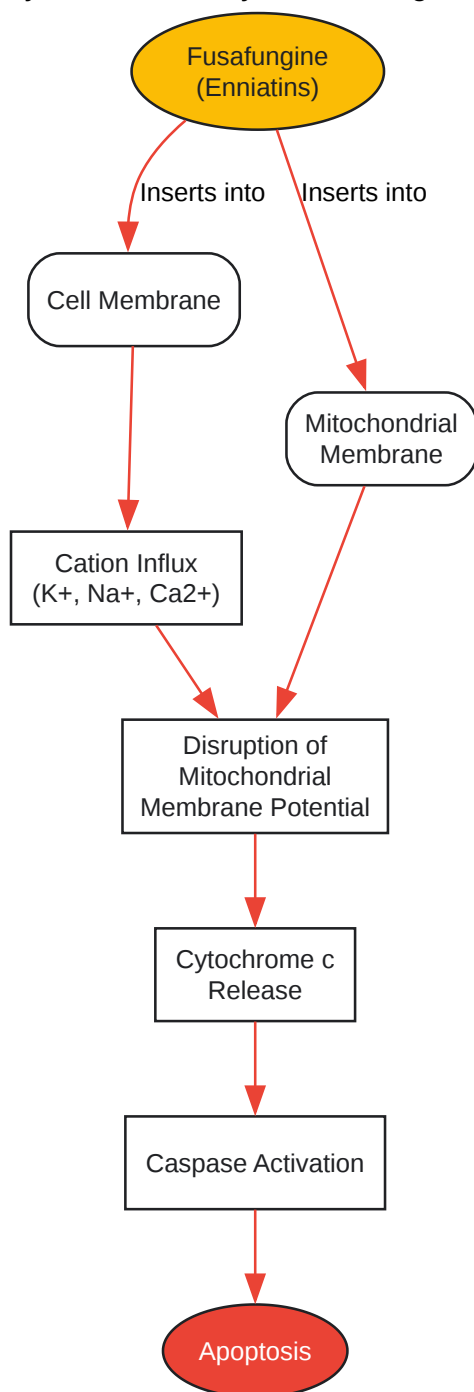 Fusafungine
(Enniatins)
Inserts into
Inserts into
Cell Membrane
Mitochondrial
Membrane
Cation Influx
(K+, Na+, Ca2+)
Disruption of
Mitochondrial
Membrane Potential
Cytochrome c
Release
Caspase Activation
Apoptosis